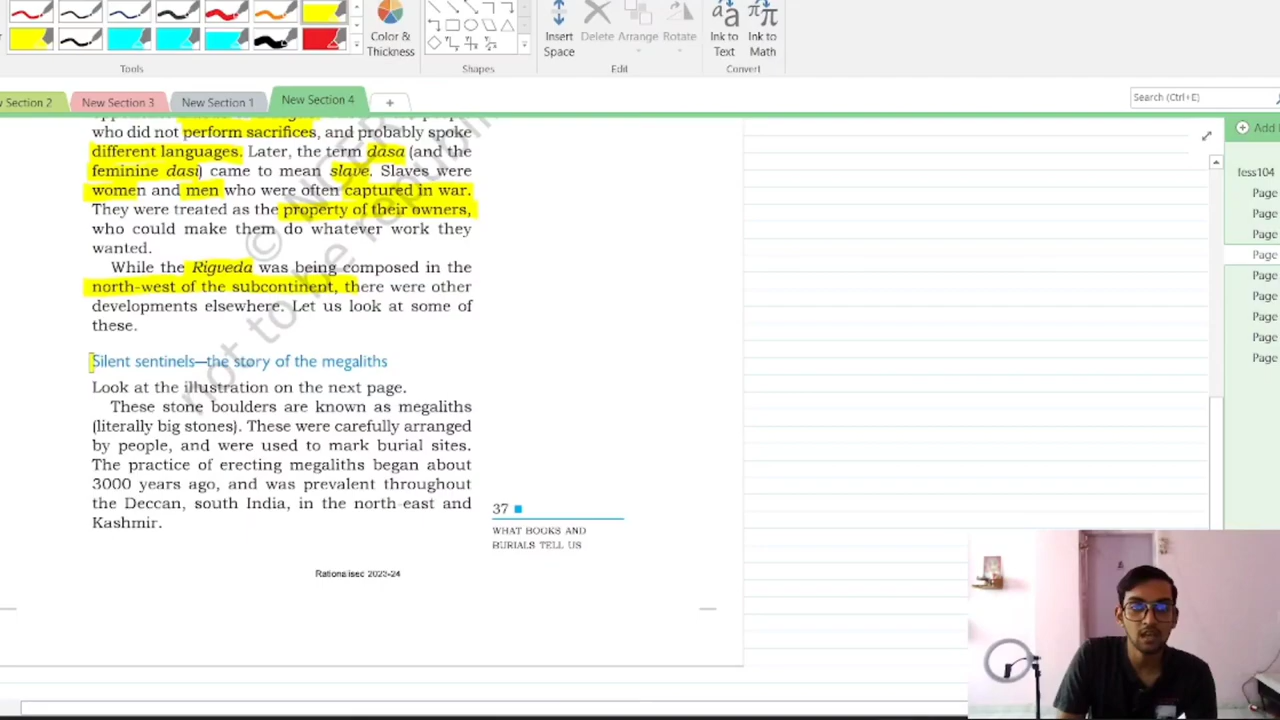 Color &
Thickness
Insert
Space
Delete
Arrange
Rotate
Ink to
Text
Ink to
Math
Tools
Shapes
Edit
Convert
Section 2
New Section 3
New Section 1
New Section 4
+
Search (Ctrl+E)
Add
who did not perform sacrifices, and probably spoke
different languages. Later, the term dasa (and the
feminine dasi) came to mean slave. Slaves were
women and men who were often captured in war.
They were treated as the property of their owners,
who could make them do whatever work they
wanted.
While the Rigveda was being composed in the
north-west of the subcontinent, there were other
developments elsewhere. Let us look at some of
these.
Silent sentinels—the story of the megaliths
Look at the illustration on the next page.
These stone boulders are known as megaliths
(literally big stones). These were carefully arranged
by people, and were used to mark burial sites.
The practice of erecting megaliths began about
3000 years ago, and was prevalent throughout
the Deccan, south India, in the north-east and
Kashmir.
37
WHAT BOOKS AND
BURIALS TELL US
Rationalised 2023-24
© NCER
not to be republi
fess104
Page
Page
Page
Page
Page
Page
Page
Page
Page